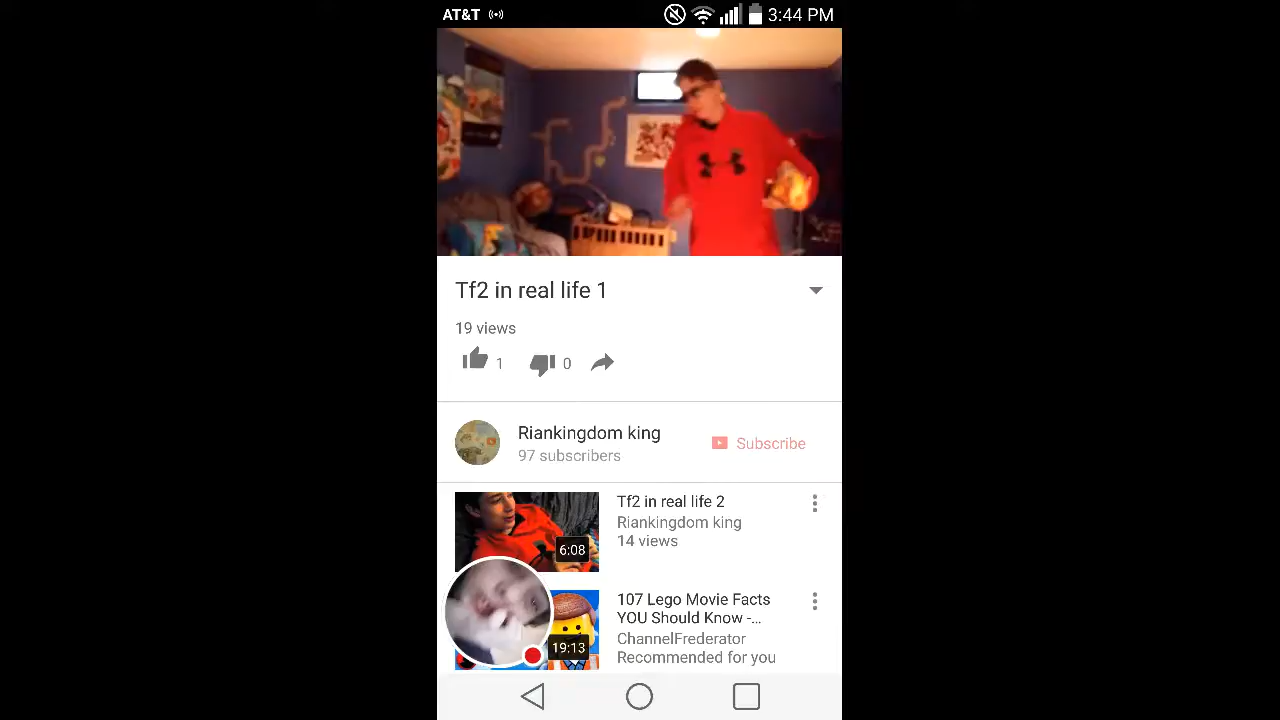 AT&T 3:44 PM
Tf2 in real life 1
19 views
1 0
Riankingdom king
97 subscribers
Subscribe
6:08
Tf2 in real life 2
Riankingdom king
14 views
19:13
107 Lego Movie Facts
YOU Should Know -...
ChannelFrederator
Recommended for you